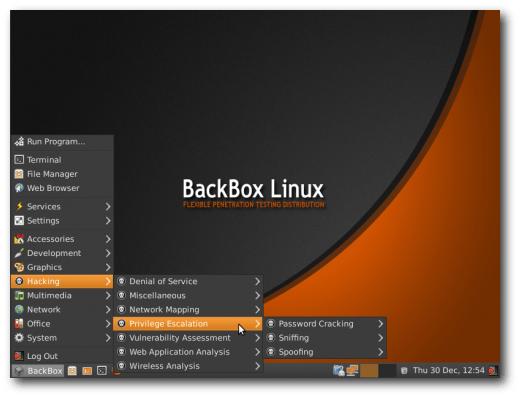 BackBox Linux
FLEXIBLE PENETRATION TESTING DISTRIBUTION
Run Program...
Terminal
File Manager
Web Browser
Services
Settings
Accessories
Development
Graphics
Hacking
Multimedia
Network
Office
System
Log Out
Denial of Service
Miscellaneous
Network Mapping
Privilege Escalation
Vulnerability Assessment
Web Application Analysis
Wireless Analysis
Password Cracking
Sniffing
Spoofing
BackBox
Thu 30 Dec, 12:54